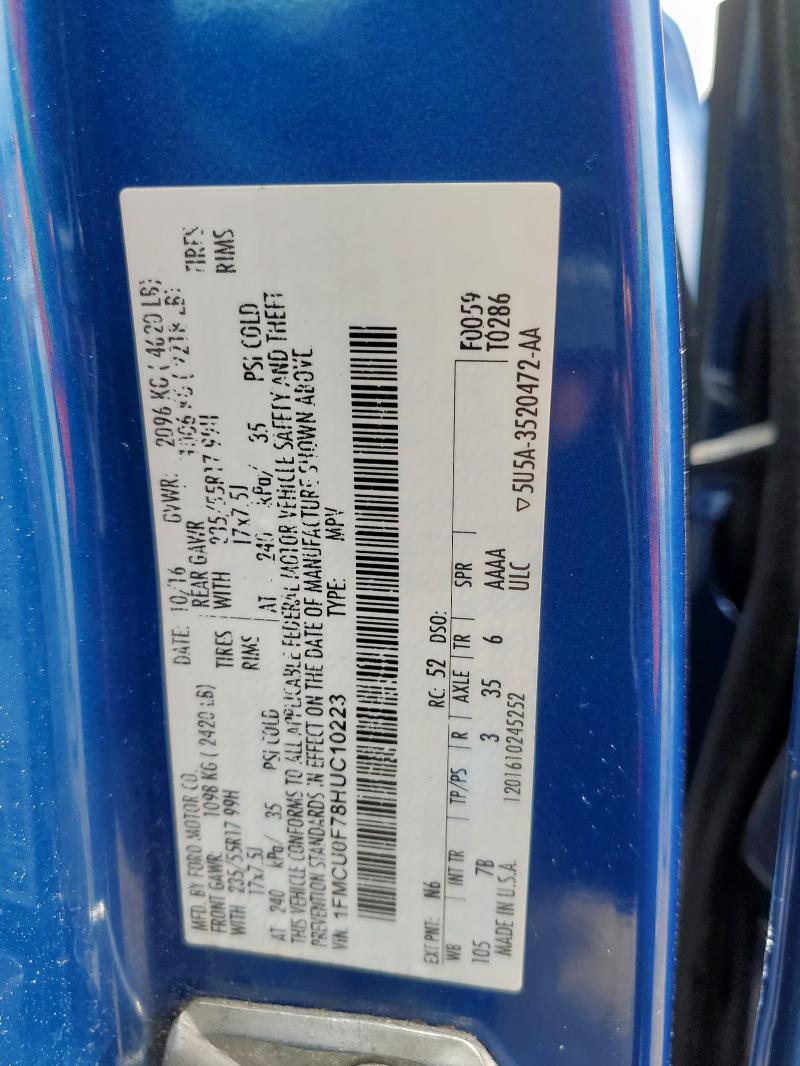 MFD. BY FORD MOTOR CO.
DATE: 10/16 GVWR: 2096 KG ( 4620 LB)
FRONT GAWR: 1098 KG ( 2420 LB) REAR GAWR 1006 KG ( 2218 LB)
WITH 235/55R17 99H TIRES WITH 235/55R17 99H TIRES
17x7.5J RIMS 17x7.5J RIMS
AT 240 kPa/ 35 PSI COLD AT 240 kPa/ 35 PSI COLD
THIS VEHICLE CONFORMS TO ALL APPLICABLE FEDERAL MOTOR VEHICLE SAFETY AND THEFT
PREVENTION STANDARDS IN EFFECT ON THE DATE OF MANUFACTURE SHOWN ABOVE.
VIN: 1FMCU0F78HUC10223 TYPE: MPV
EXT PNT: N6 RC: 52 DSO:
WB INT TR TP/PS R AXLE TR SPR F0059
105 7B 3 35 6 AAAA T0286
ULC
MADE IN U.S.A. 1201610245252 ▽ 5U5A-3520472-AA